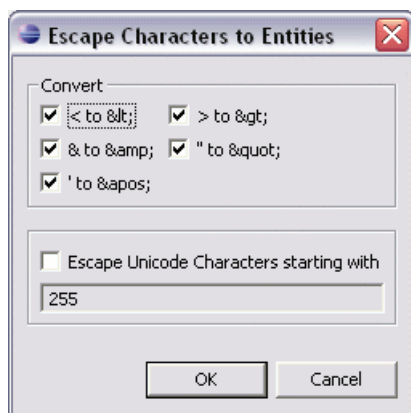 Escape Characters to Entities
Convert
< to &lt; > to &gt;
& to &amp; " to &quot;
' to &apos;
Escape Unicode Characters starting with
255
OK Cancel